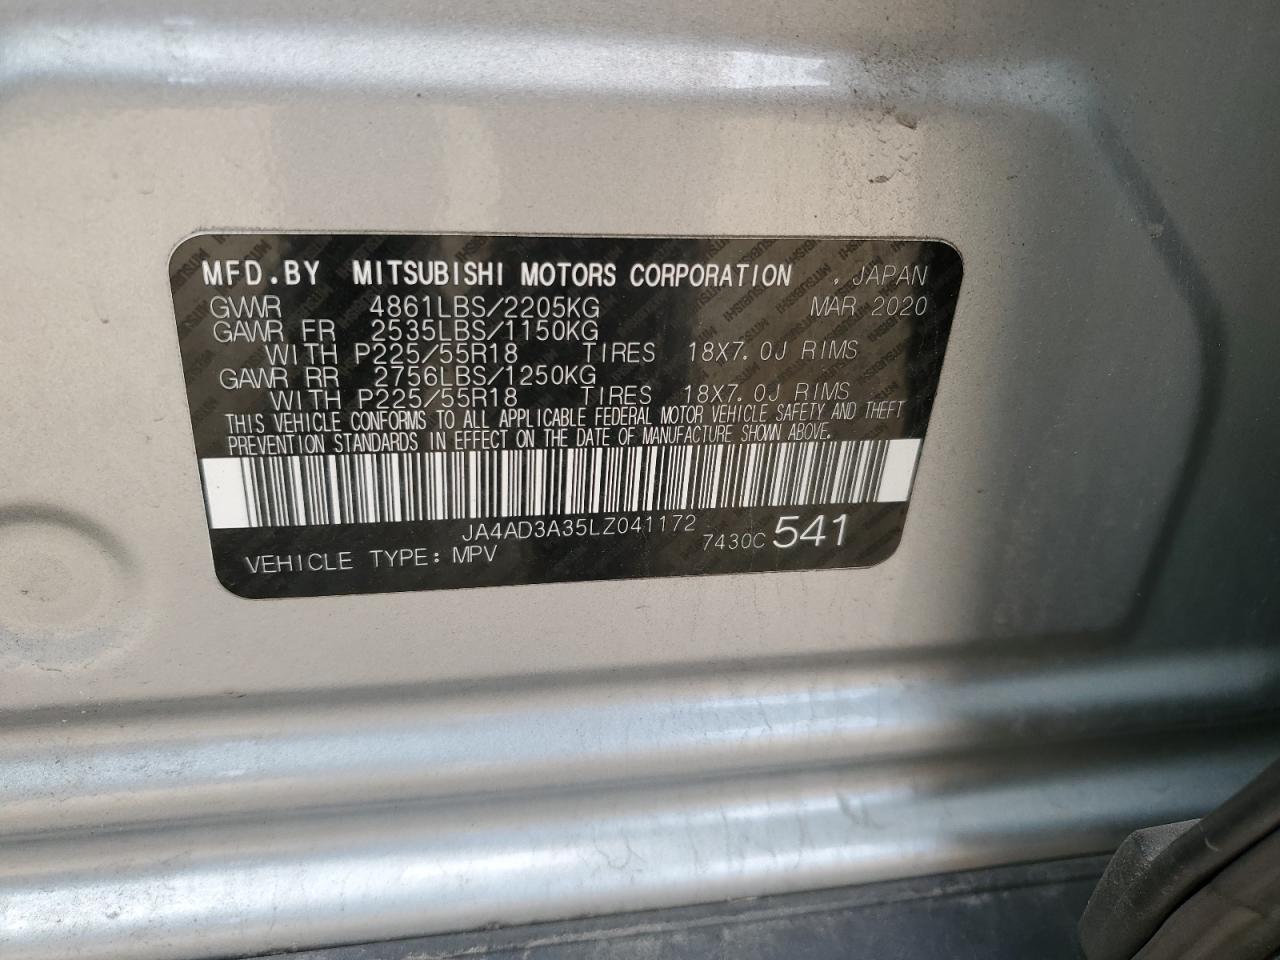 MFD.BY MITSUBISHI MOTORS CORPORATION , JAPAN
GVWR 4861LBS/2205KG MAR 2020
GAWR FR 2535LBS/1150KG
WITH P225/55R18 TIRES 18X7.0J RIMS
GAWR RR 2756LBS/1250KG
WITH P225/55R18 TIRES 18X7.0J RIMS
THIS VEHICLE CONFORMS TO ALL APPLICABLE FEDERAL MOTOR VEHICLE SAFETY AND THEFT
PREVENTION STANDARDS IN EFFECT ON THE DATE OF MANUFACTURE SHOWN ABOVE.
JA4AD3A35LZ041172
7430C 541
VEHICLE TYPE: MPV